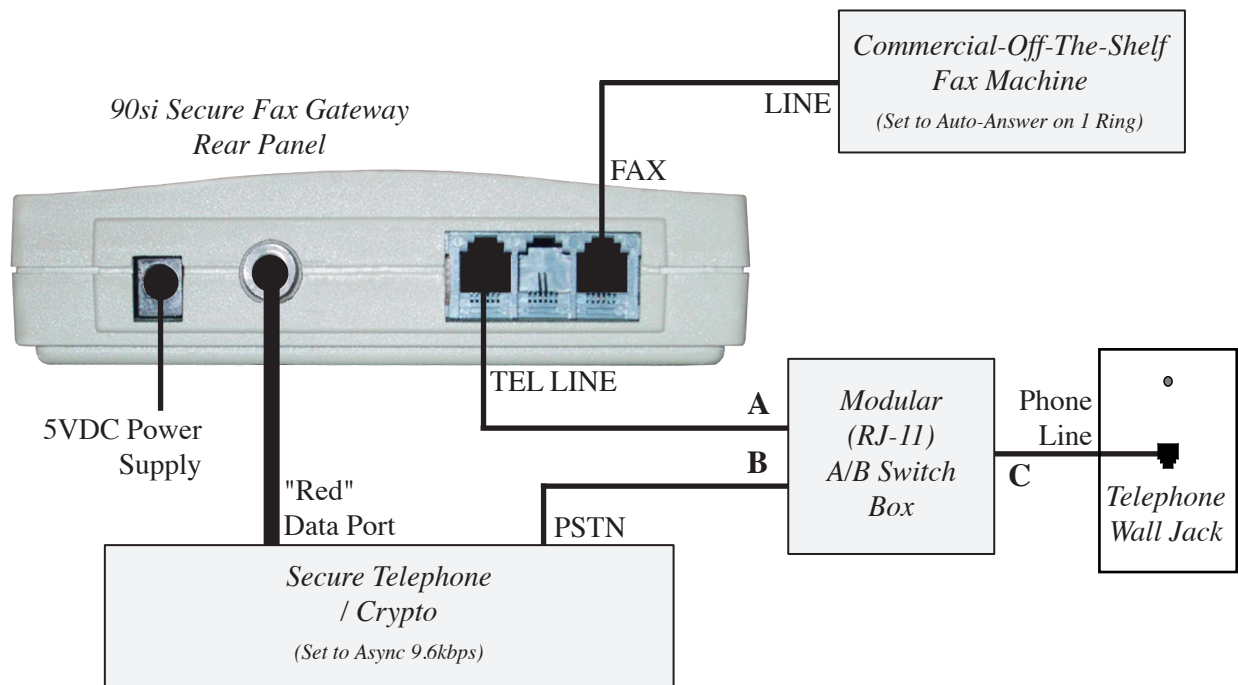 Commercial-Off-The-Shelf
Fax Machine
(Set to Auto-Answer on 1 Ring)
LINE
90si Secure Fax Gateway
Rear Panel
FAX
TEL LINE
5VDC Power
Supply
"Red"
Data Port
A
B
Modular
(RJ-11)
A/B Switch
Box
Phone
Line
C
Telephone
Wall Jack
PSTN
Secure Telephone
/ Crypto
(Set to Async 9.6kbps)